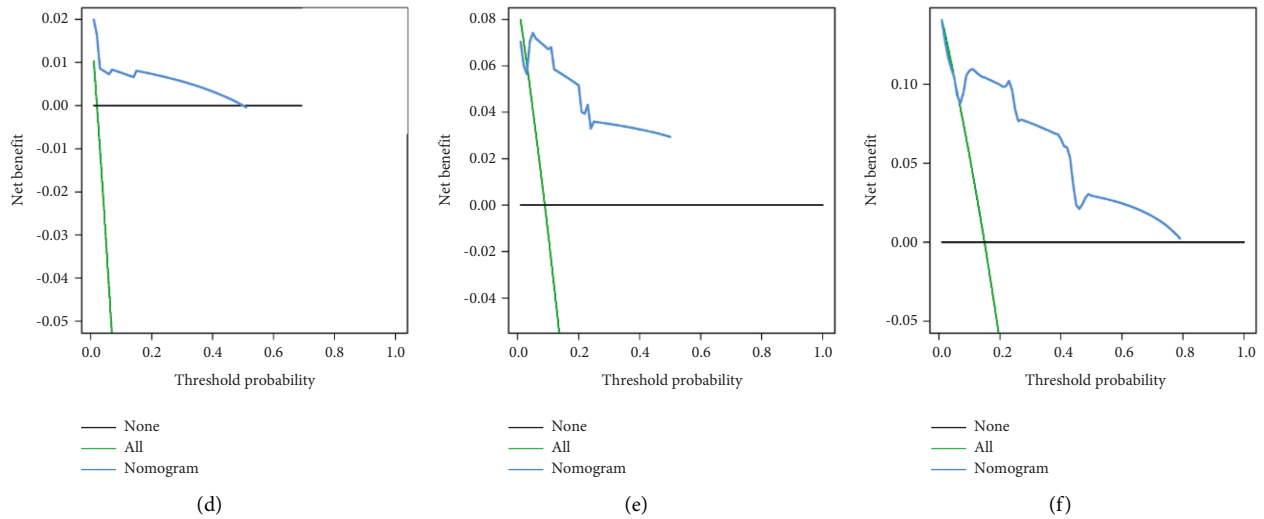 0.02
0.01
0.00
-0.01
-0.02
-0.03
-0.04
-0.05
Net benefit
0.0 0.2 0.4 0.6 0.8 1.0
Threshold probability
None
All
Nomogram
(d)
0.08
0.06
0.04
0.02
0.00
-0.02
-0.04
Net benefit
0.0 0.2 0.4 0.6 0.8 1.0
Threshold probability
None
All
Nomogram
(e)
0.10
0.05
0.00
-0.05
Net benefit
0.0 0.2 0.4 0.6 0.8 1.0
Threshold probability
None
All
Nomogram
(f)